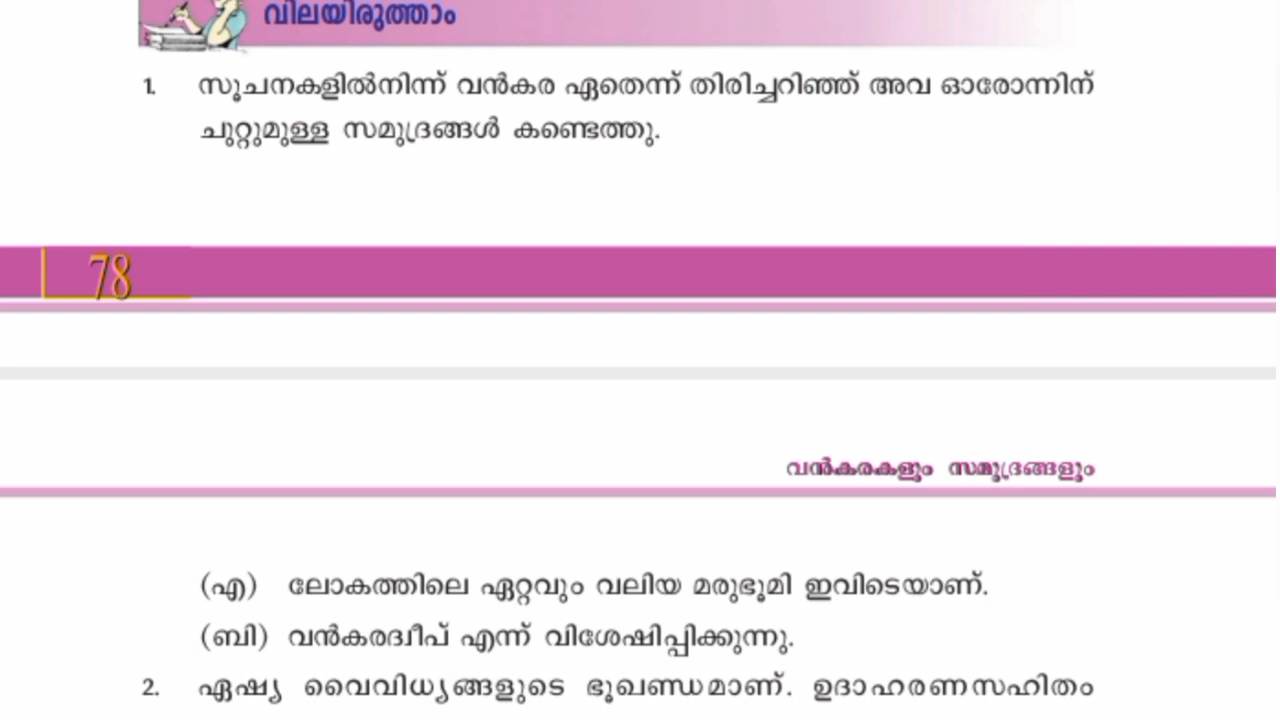 വിലയിരുത്താം
1. സൂചനകളിൽനിന്ന് വൻകര ഏതെന്ന് തിരിച്ചറിഞ്ഞ് അവ ഓരോന്നിന്
ചുറ്റുമുള്ള സമുദ്രങ്ങൾ കണ്ടെത്തു.
78
വൻകരകളും സമുദ്രങ്ങളും
(എ) ലോകത്തിലെ ഏറ്റവും വലിയ മരുഭൂമി ഇവിടെയാണ്.
(ബി) വൻകരദ്വീപ് എന്ന് വിശേഷിപ്പിക്കുന്നു.
2. ഏഷ്യ വൈവിധ്യങ്ങളുടെ ഭൂഖണ്ഡമാണ്. ഉദാഹരണസഹിതം